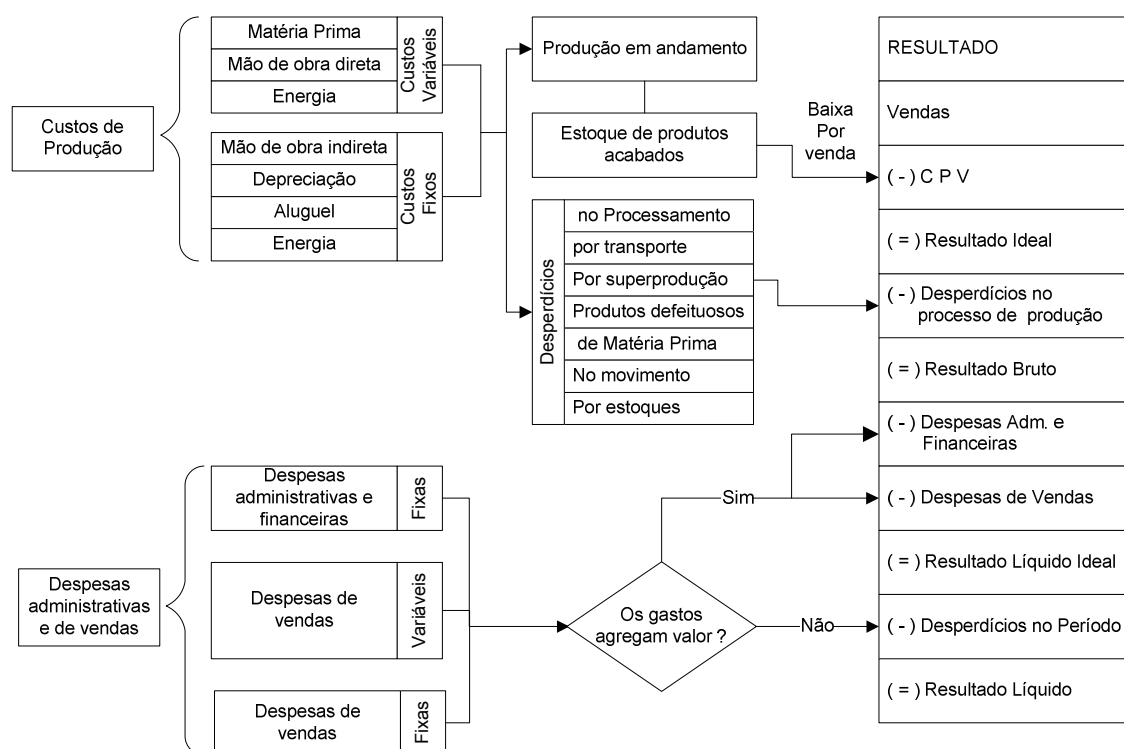 Custos de
Produção
Matéria Prima
Mão de obra direta
Energia
Custos
Variáveis
Mão de obra indireta
Depreciação
Aluguel
Energia
Custos
Fixos
Produção em andamento
Estoque de produtos
acabados
Baixa
Por
venda
Desperdícios
no Processamento
por transporte
Por superprodução
Produtos defeituosos
de Matéria Prima
No movimento
Por estoques
Despesas
administrativas
e de vendas
Despesas
administrativas e
financeiras
Fixas
Despesas de
vendas
Variáveis
Despesas de
vendas
Fixas
Os gastos
agregam valor ?
Sim
Não
RESULTADO
Vendas
( - ) C P V
( = ) Resultado Ideal
( - ) Desperdícios no
processo de produção
( = ) Resultado Bruto
( - ) Despesas Adm. e
Financeiras
( - ) Despesas de Vendas
( = ) Resultado Líquido Ideal
( - ) Desperdícios no Período
( = ) Resultado Líquido